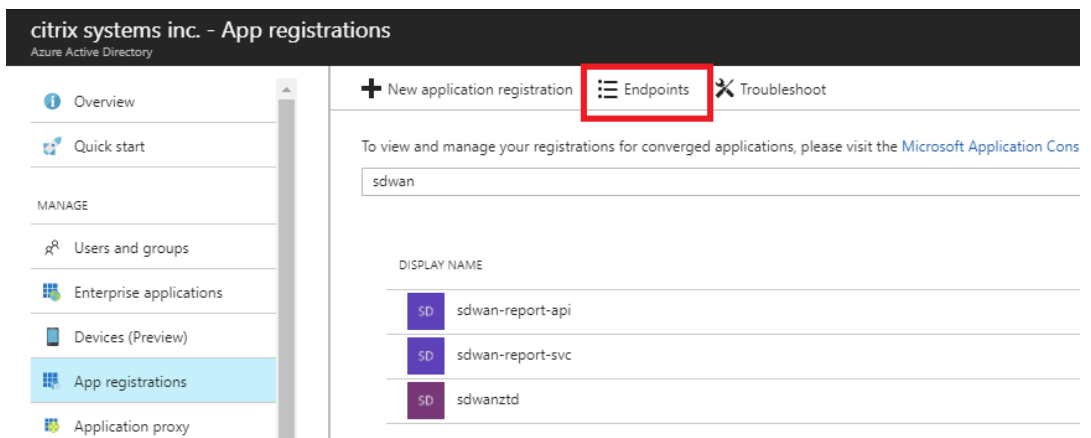 citrix systems inc. - App registrations
Azure Active Directory
Overview
Quick start
MANAGE
Users and groups
Enterprise applications
Devices (Preview)
App registrations
Application proxy
New application registration Endpoints Troubleshoot
To view and manage your registrations for converged applications, please visit the Microsoft Application Cons
sdwan
DISPLAY NAME
SD sdwan-report-api
SD sdwan-report-svc
SD sdwanztd